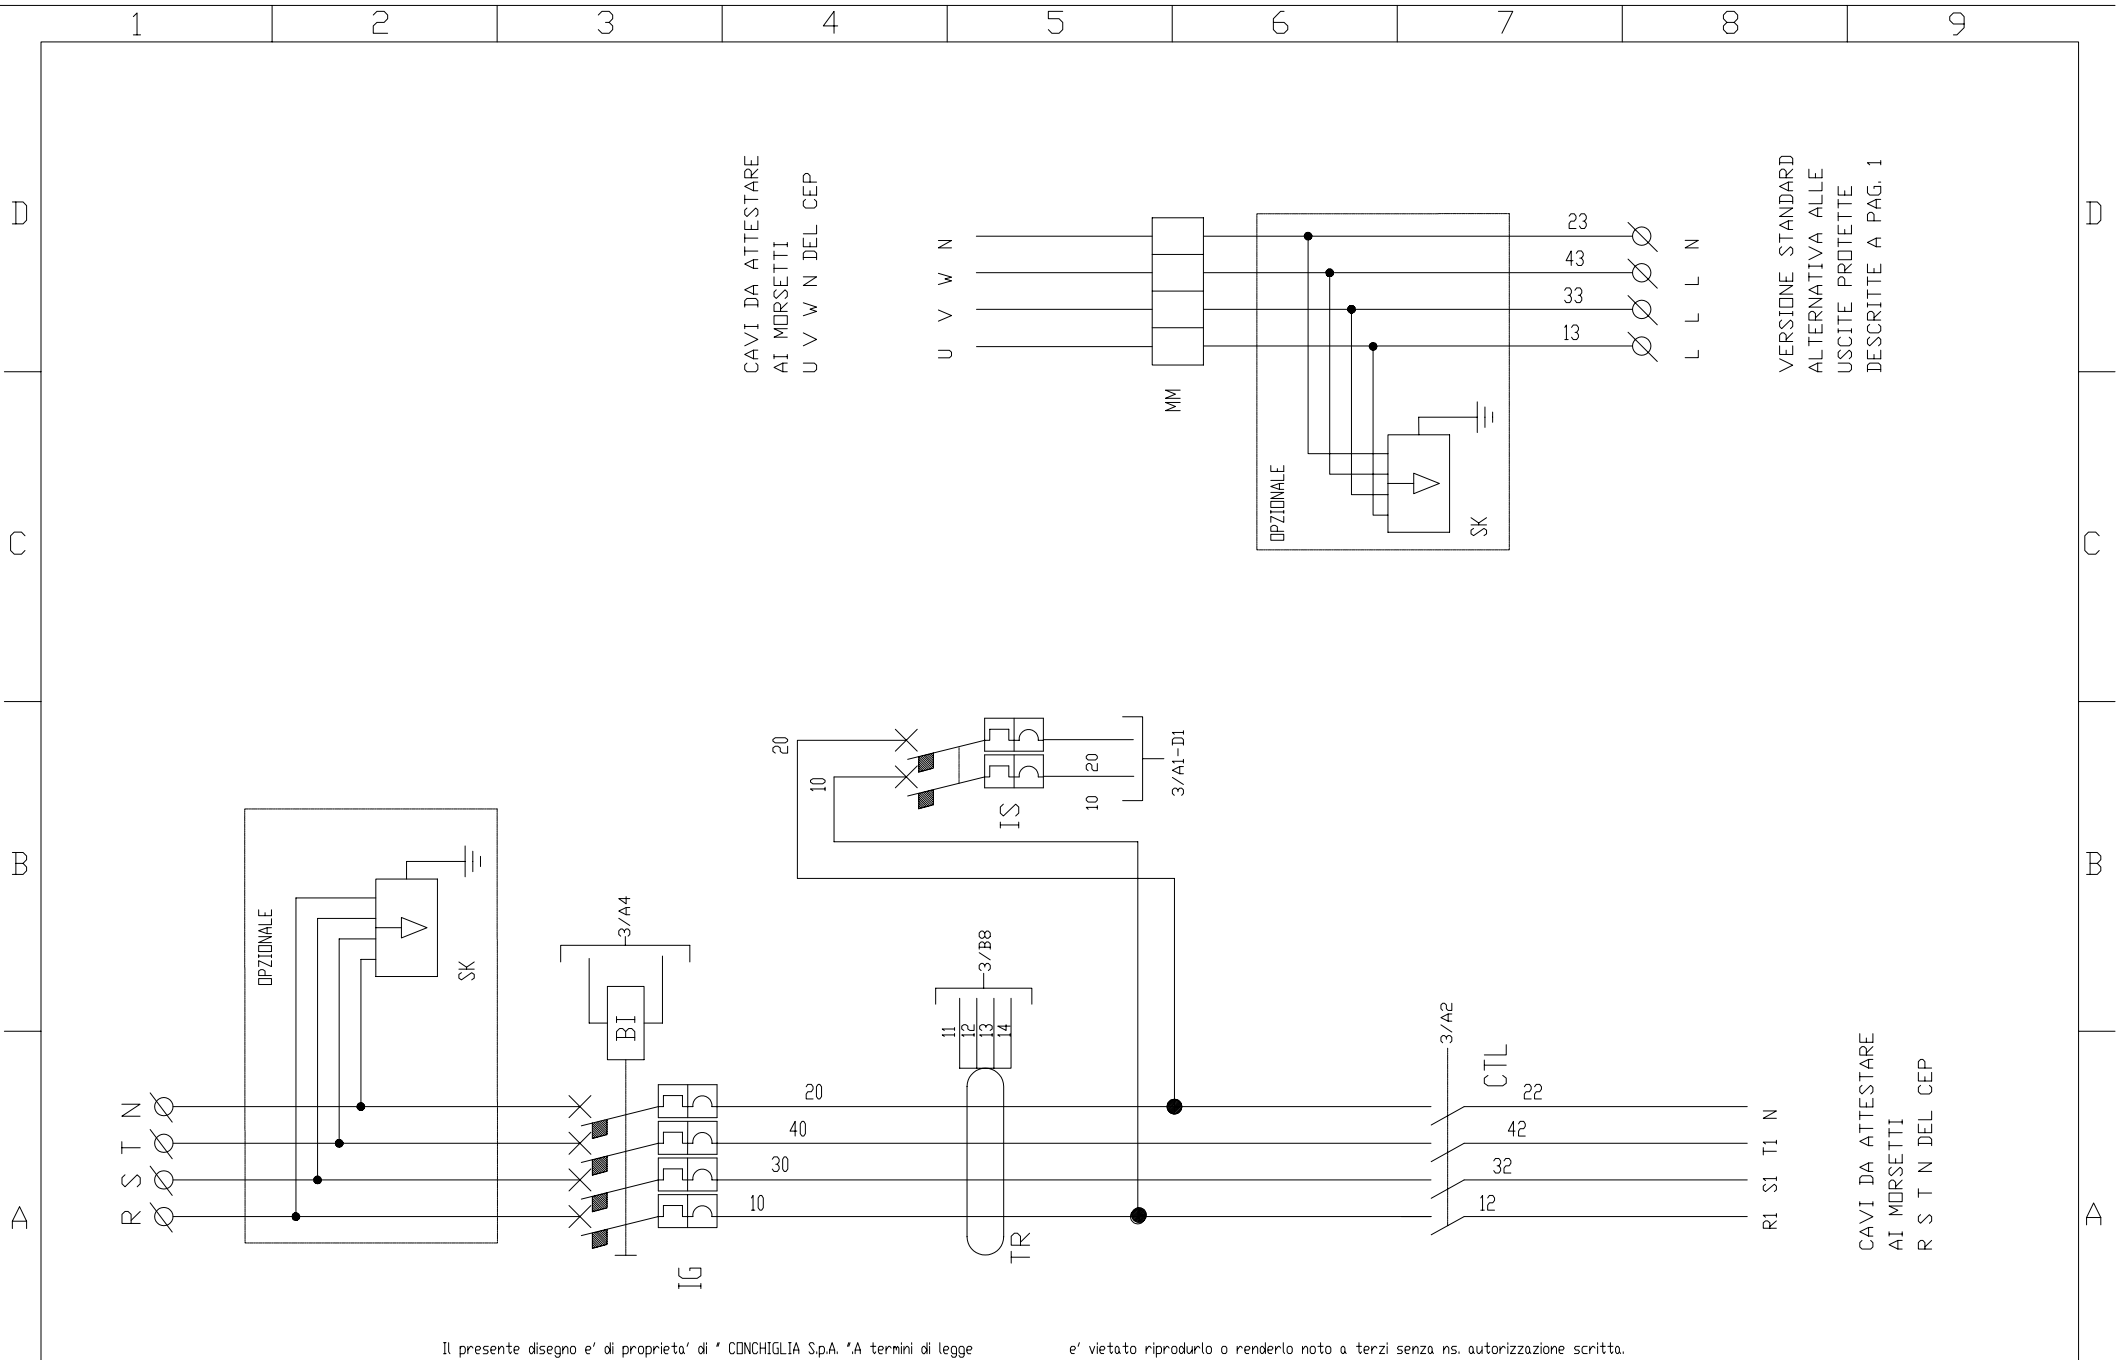 1 2 3 4 5 6 7 8 9
D
D
CAVI DA ATTESTARE
AI MORSETTI
U V W N DEL CEP
N
W
V
U
MM
23
43
33
13
N
L
L
L
VERSIONE STANDARD
ALTERNATIVA ALLE
USCITE PROTETTE
DESCRITTE A PAG. 1
OPZIONALE
SK
C
C
20
10
20
10
IS
3/A1-D1
B
B
OPZIONALE
SK
3/A4
BI
3/B8
11
12
13
14
3/A2
CTL
N
T
S
R
20
40
30
10
22
42
32
12
N
T1
S1
R1
IG
TR
CAVI DA ATTESTARE
AI MORSETTI
R S T N DEL CEP
A
A
Il presente disegno e' di proprieta' di " CONCHIGLIA S.p.A. ".A termini di legge e' vietato riprodurlo o renderlo noto a terzi senza ns. autorizzazione scritta.